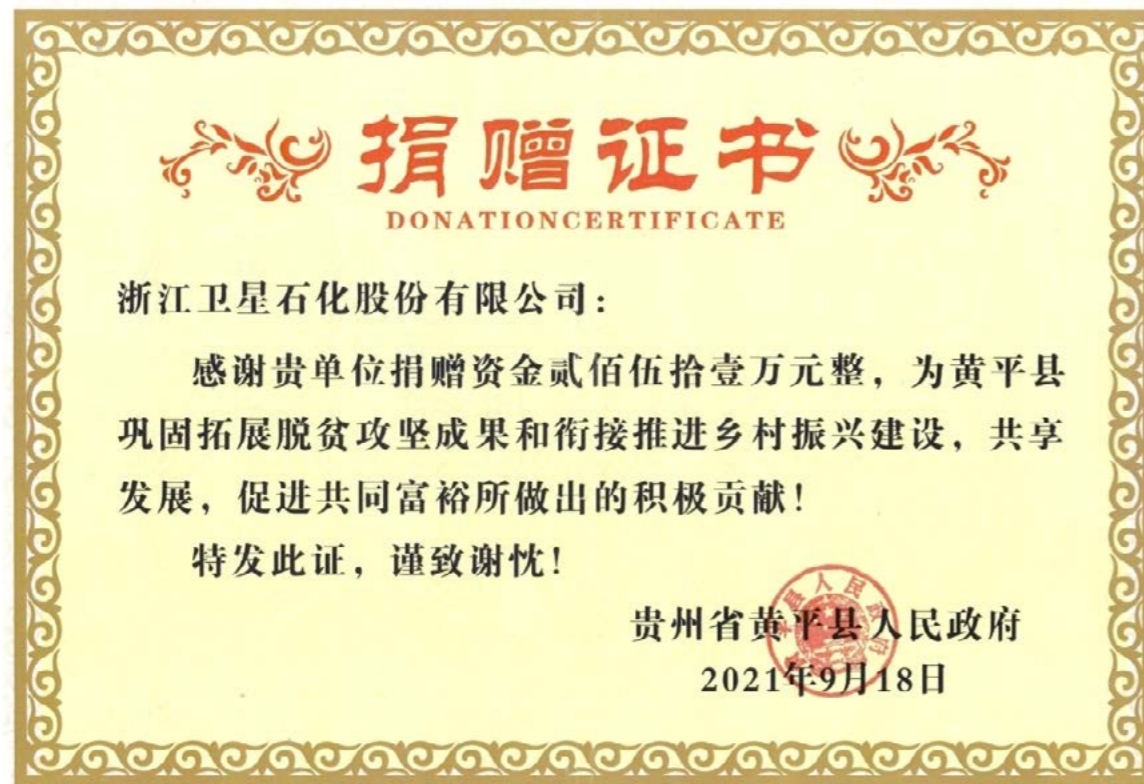 捐赠证书
DONATIONCERTIFICATE
浙江卫星石化股份有限公司：
感谢贵单位捐赠资金贰佰伍拾壹万元整，为黄平县
巩固拓展脱贫攻坚成果和衔接推进乡村振兴建设，共享
发展，促进共同富裕所做出的积极贡献！
特发此证，谨致谢忱！
贵州省黄平县人民政府
2021年9月18日